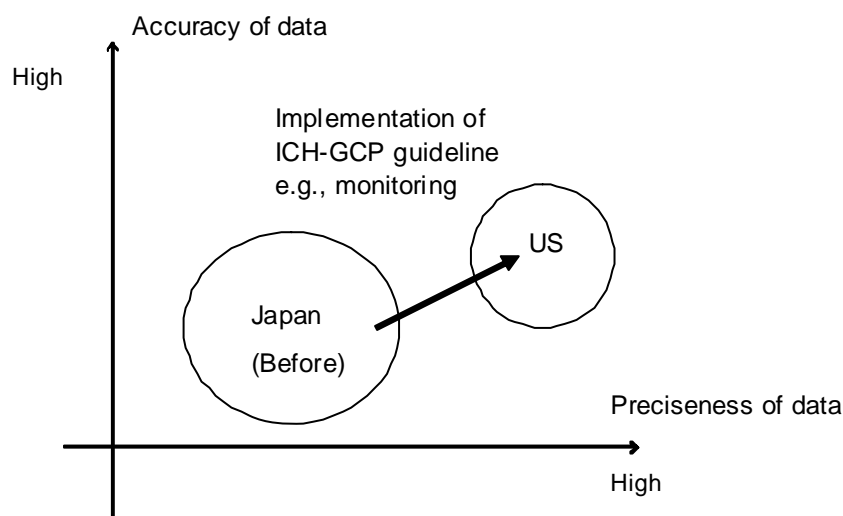 Accuracy of data
High
Implementation of
ICH-GCP guideline
e.g., monitoring
US
Japan
(Before)
Preciseness of data
High